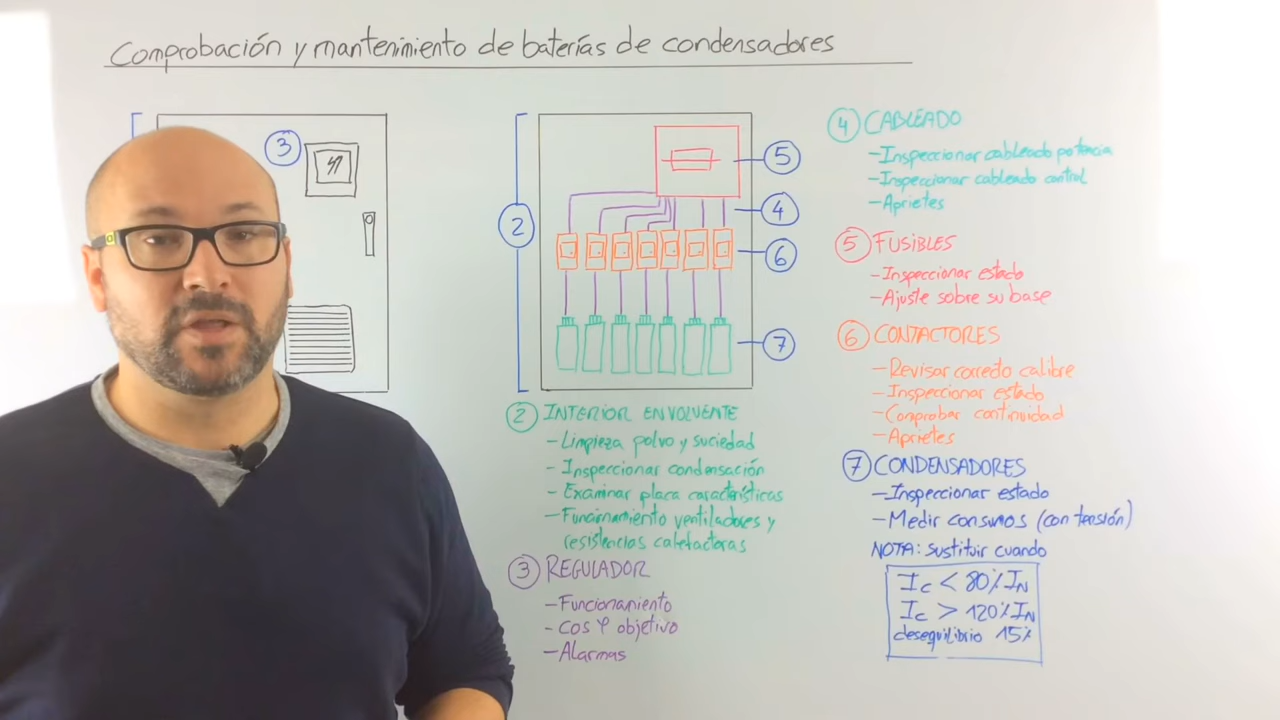 Comprobación y mantenimiento de baterías de condensadores
3
2
5
4
6
7
2 INTERIOR ENVOLVENTE
- Limpieza polvo y suciedad
- Inspeccionar condensación
- Examinar placa características
- Funcionamiento ventiladores y
resistencias calefactoras
3 REGULADOR
- Funcionamiento
- COS φ objetivo
- Alarmas
4 CABLEADO
- Inspeccionar cableado potencia
- Inspeccionar cableado control
- Aprietes
5 FUSIBLES
- Inspeccionar estado
- Ajuste sobre su base
6 CONTACTORES
- Revisar correcto calibre
- Inspeccionar estado
- Comprobar continuidad
- Aprietes
7 CONDENSADORES
- Inspeccionar estado
- Medir consumos (con tensión)
NOTA: sustituir cuando
Ic < 80% IN
Ic > 120% IN
desequilibrio 15%